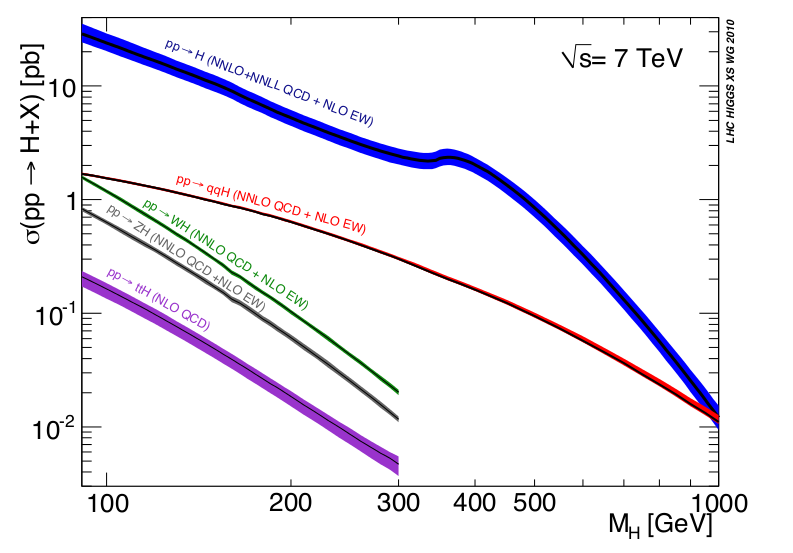 σ(pp → H+X) [pb]
√s= 7 TeV
LHC HIGGS XS WG 2010
pp→H (NNLO+NNLL QCD + NLO EW)
pp→qqH (NNLO QCD + NLO EW)
pp→WH (NNLO QCD + NLO EW)
pp→ZH (NNLO QCD +NLO EW)
pp→ttH (NLO QCD)
10
1
10⁻¹
10⁻²
100 200 300 400 500 1000
M_H [GeV]